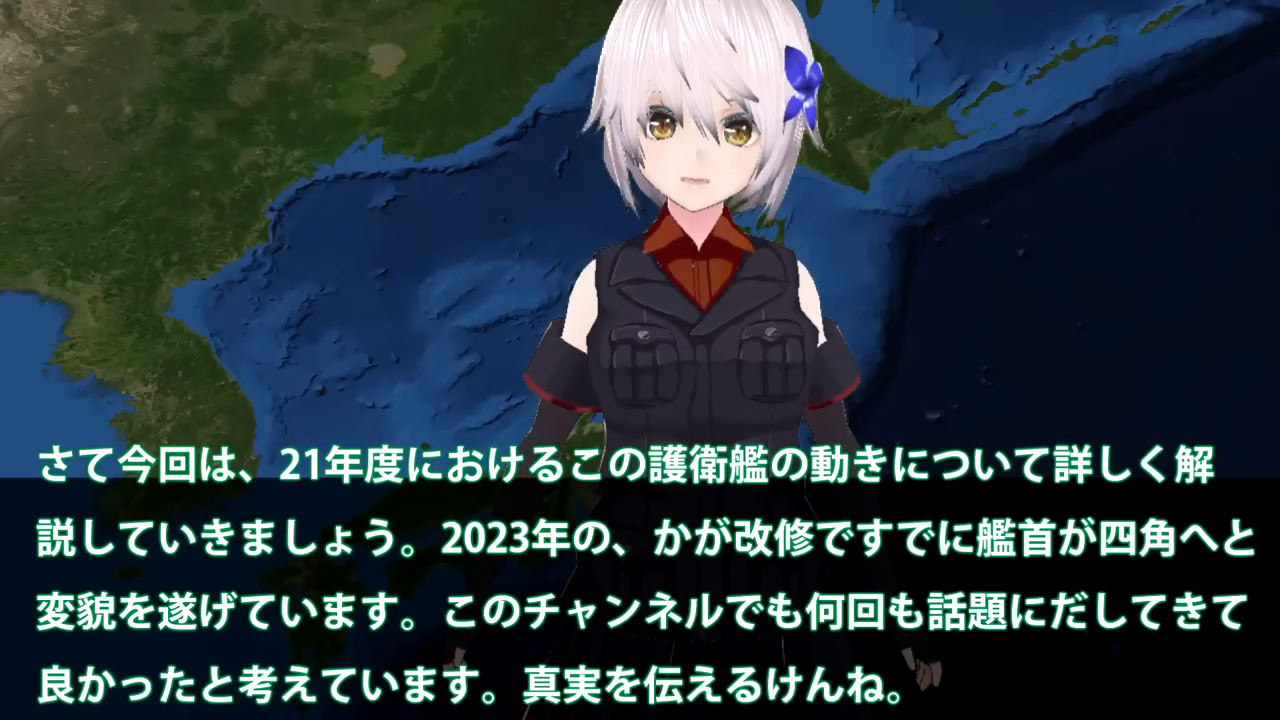 さて今回は、21年度におけるこの護衛艦の動きについて詳しく解
説していきましょう。2023年の、かが改修ですでに艦首が四角へと
変貌を遂げています。このチャンネルでも何回も話題にだしてきて
良かったと考えています。真実を伝えるけんね。